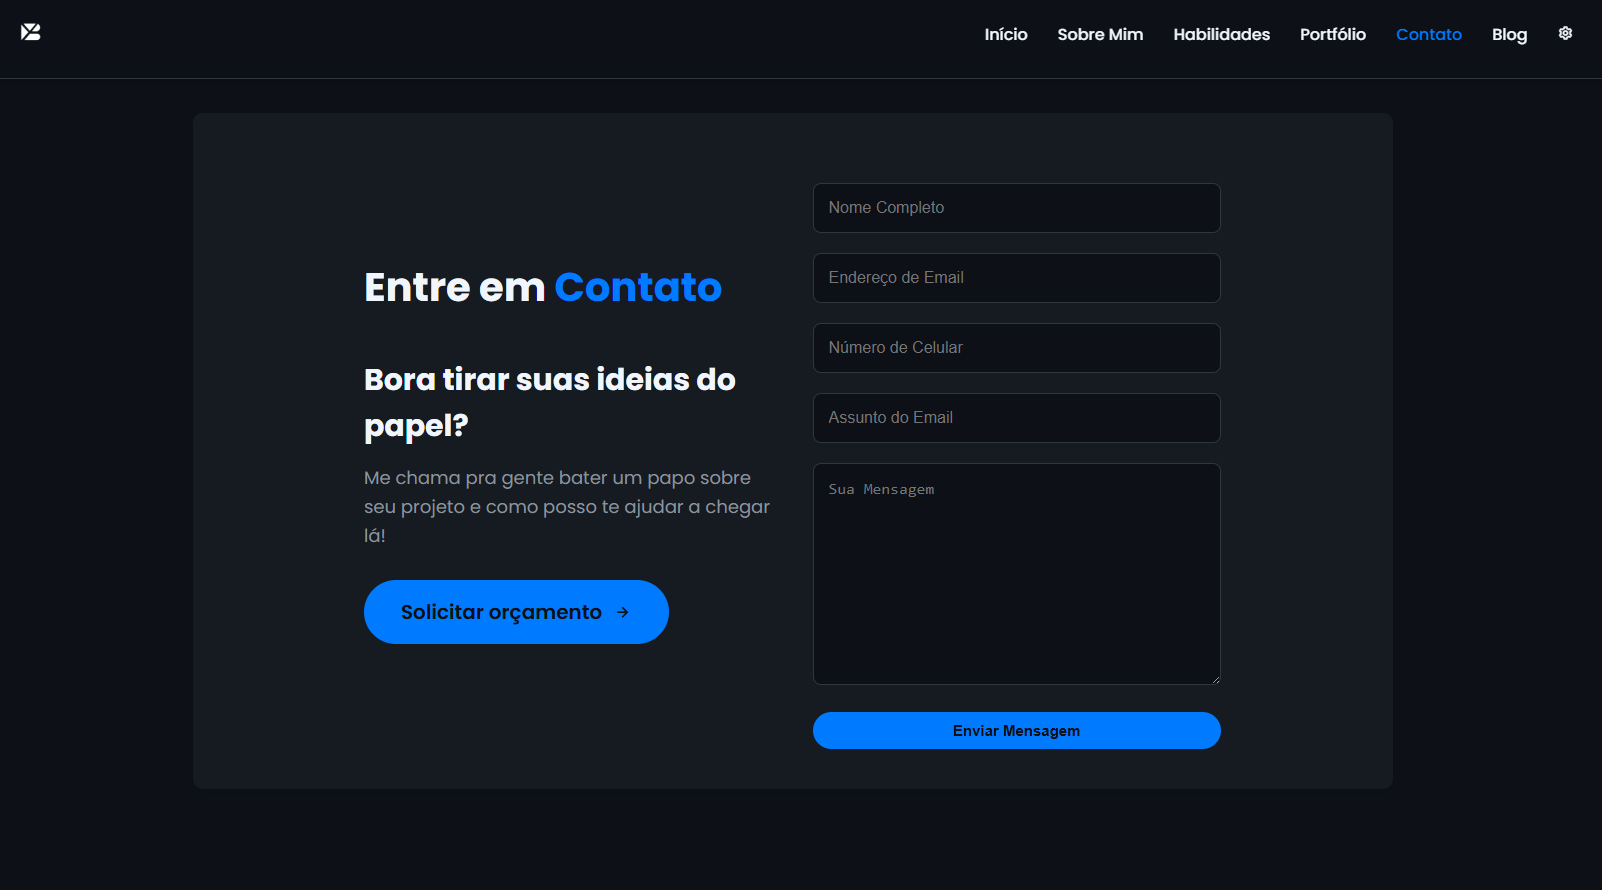 Início Sobre Mim Habilidades Portfólio Contato Blog
Entre em Contato
Bora tirar suas ideias do
papel?
Me chama pra gente bater um papo sobre
seu projeto e como posso te ajudar a chegar
lá!
Solicitar orçamento →
Nome Completo
Endereço de Email
Número de Celular
Assunto do Email
Sua Mensagem
Enviar Mensagem